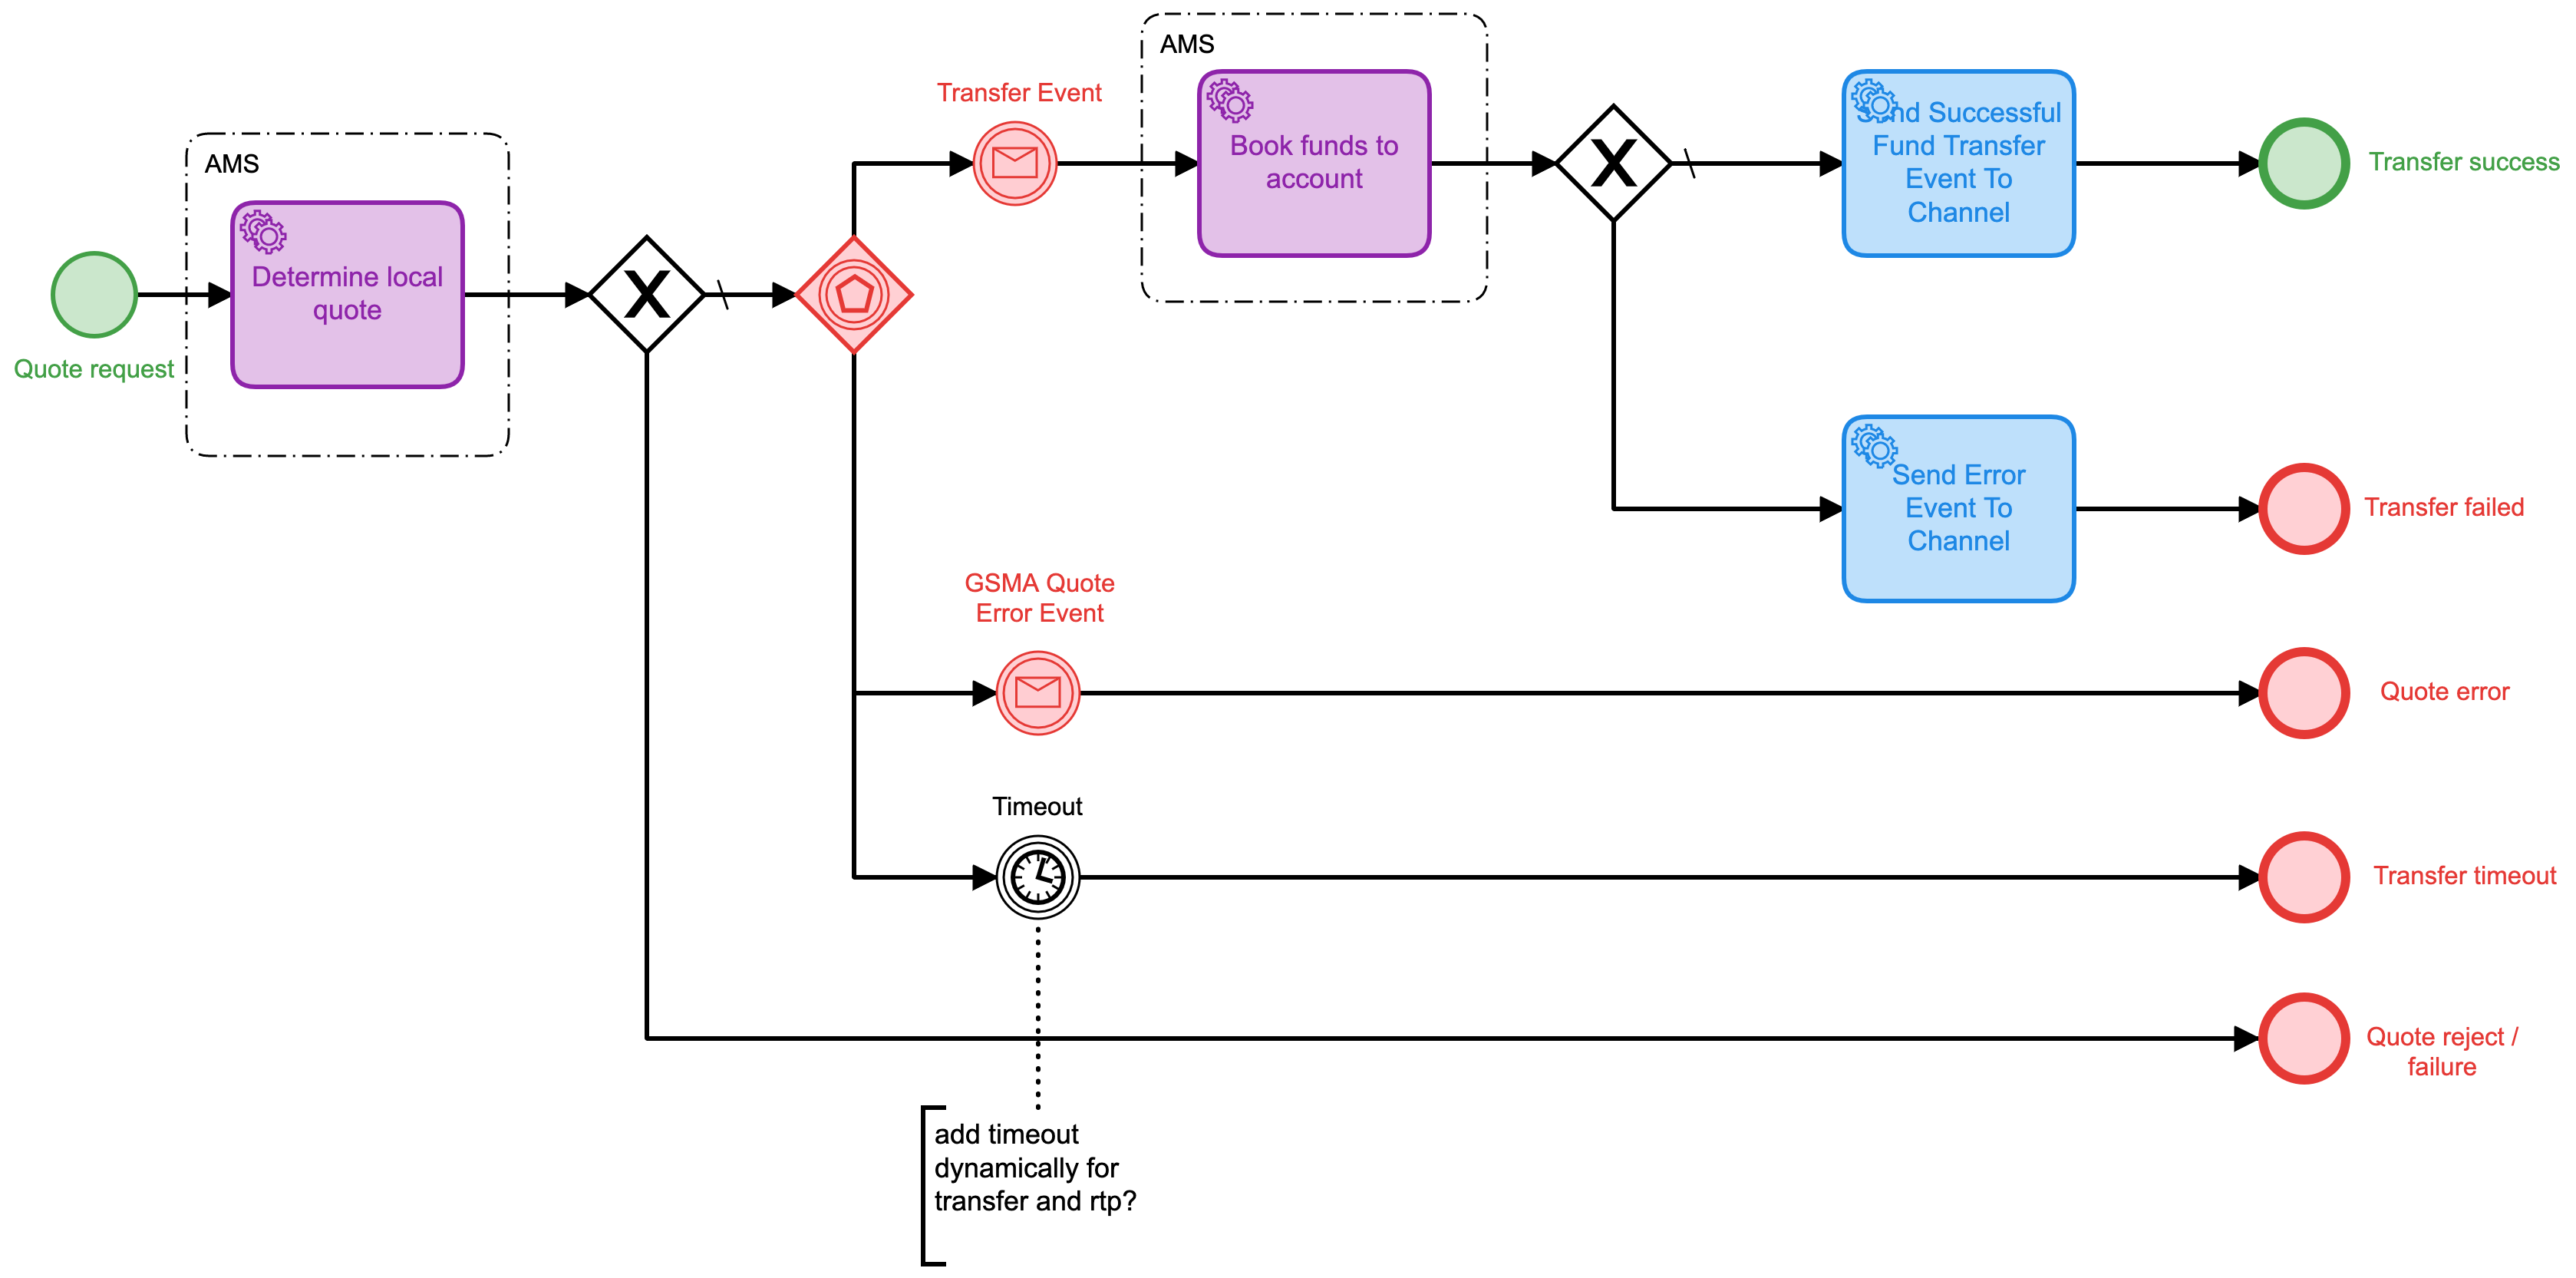 AMS
Transfer Event
Book funds to
account
Send Successful
Fund Transfer
Event To
Channel
Transfer success
AMS
Determine local
quote
Quote request
Send Error
Event To
Channel
Transfer failed
GSMA Quote
Error Event
Quote error
Timeout
Transfer timeout
Quote reject /
failure
add timeout
dynamically for
transfer and rtp?